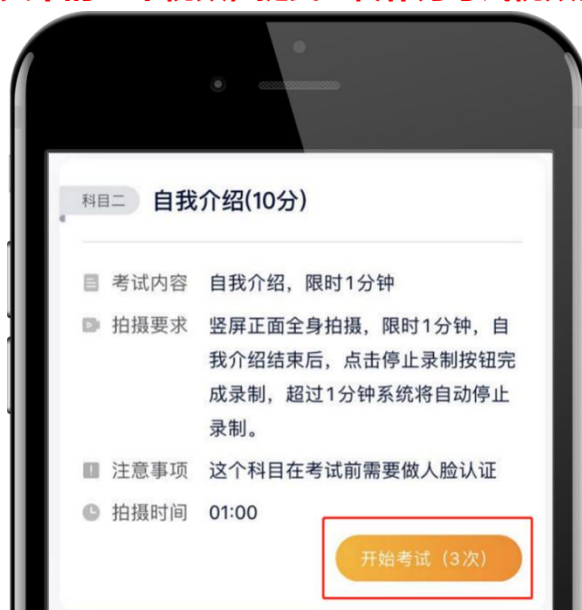 科目二 自我介绍(10分)
考试内容 自我介绍，限时1分钟
拍摄要求 竖屏正面全身拍摄，限时1分钟，自
我介绍结束后，点击停止录制按钮完
成录制，超过1分钟系统将自动停止
录制。
注意事项 这个科目在考试前需要做人脸认证
拍摄时间 01:00
开始考试（3次）